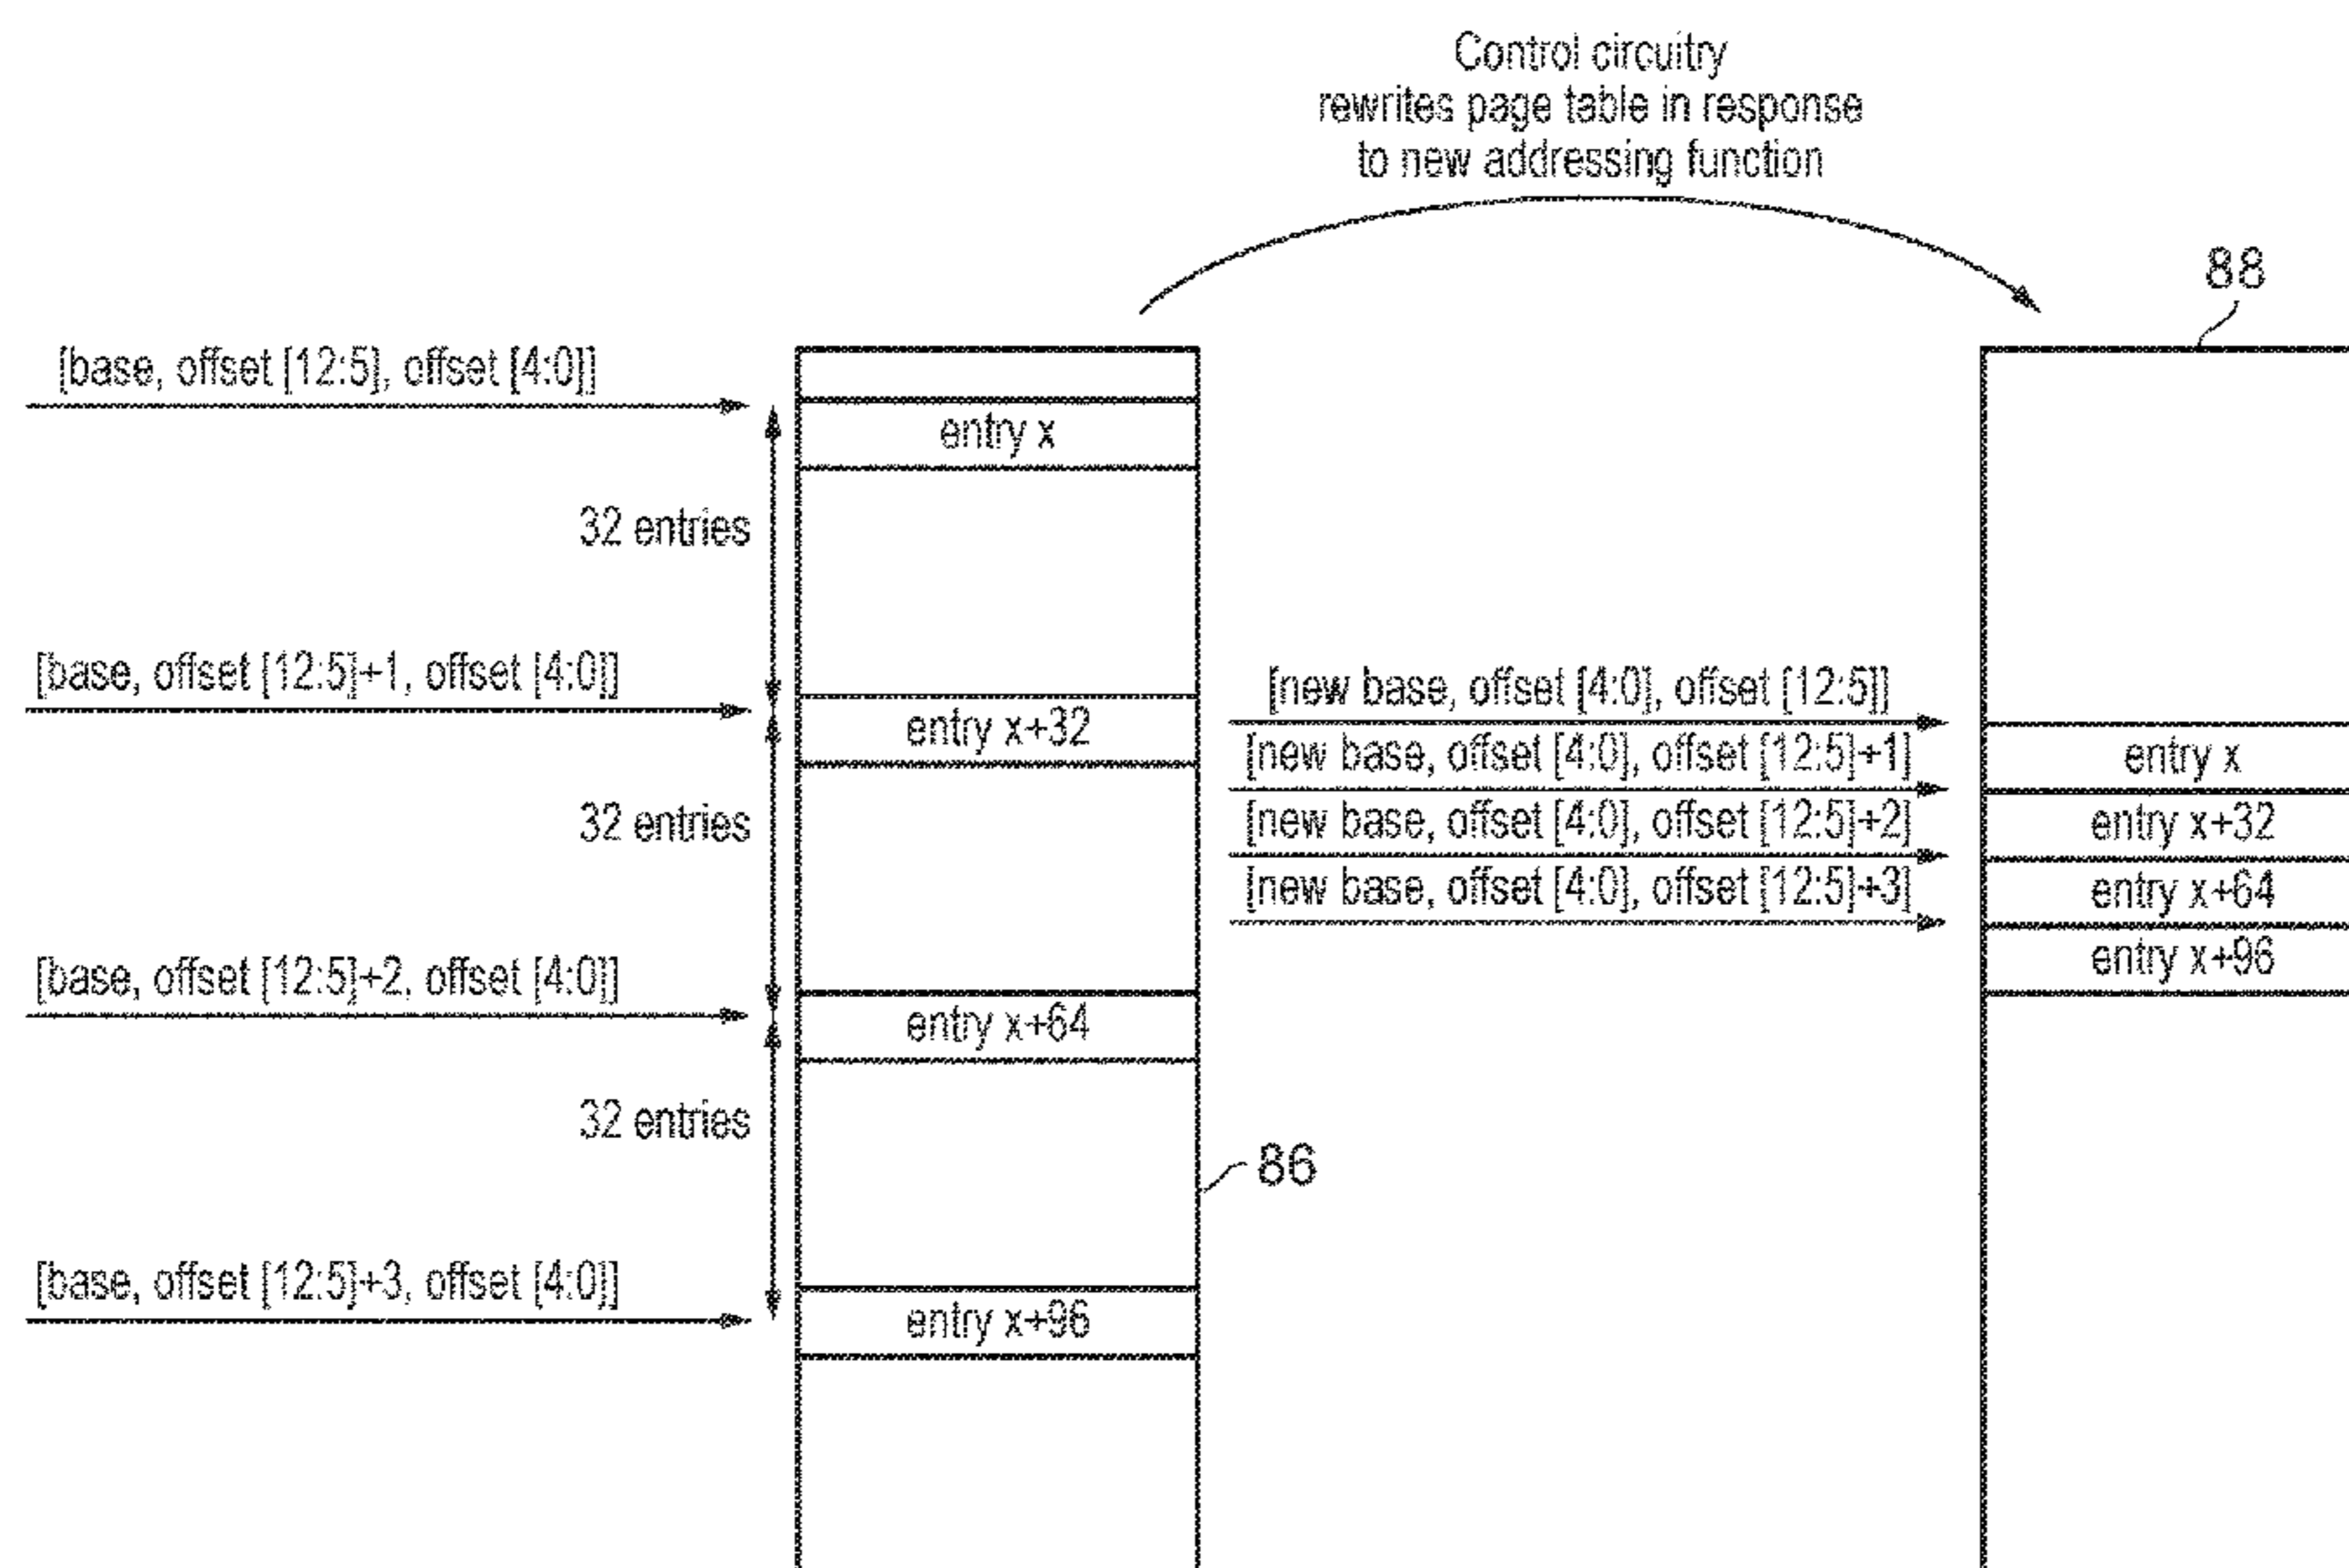 Control circuitry
rewrites page table in response
to new addressing function
88
[base, offset [12:5], offset [4:0]]
entry x
32 entries
[base, offset [12:5]+1, offset [4:0]]
entry x+32
32 entries
[base, offset [12:5]+2, offset [4:0]]
entry x+64
32 entries
86
[base, offset [12:5]+3, offset [4:0]]
entry x+96
[new base, offset [4:0], offset [12:5]]
[new base, offset [4:0], offset [12:5]+1]
[new base, offset [4:0], offset [12:5]+2]
[new base, offset [4:0], offset [12:5]+3]
entry x
entry x+32
entry x+64
entry x+96